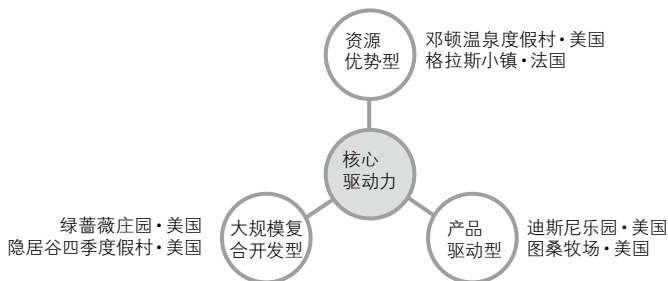 资源
优势型
邓顿温泉度假村·美国
格拉斯小镇·法国
核心
驱动力
绿蔷薇庄园·美国
隐居谷四季度假村·美国
大规模复
合开发型
产品
驱动型
迪斯尼乐园·美国
图桑牧场·美国